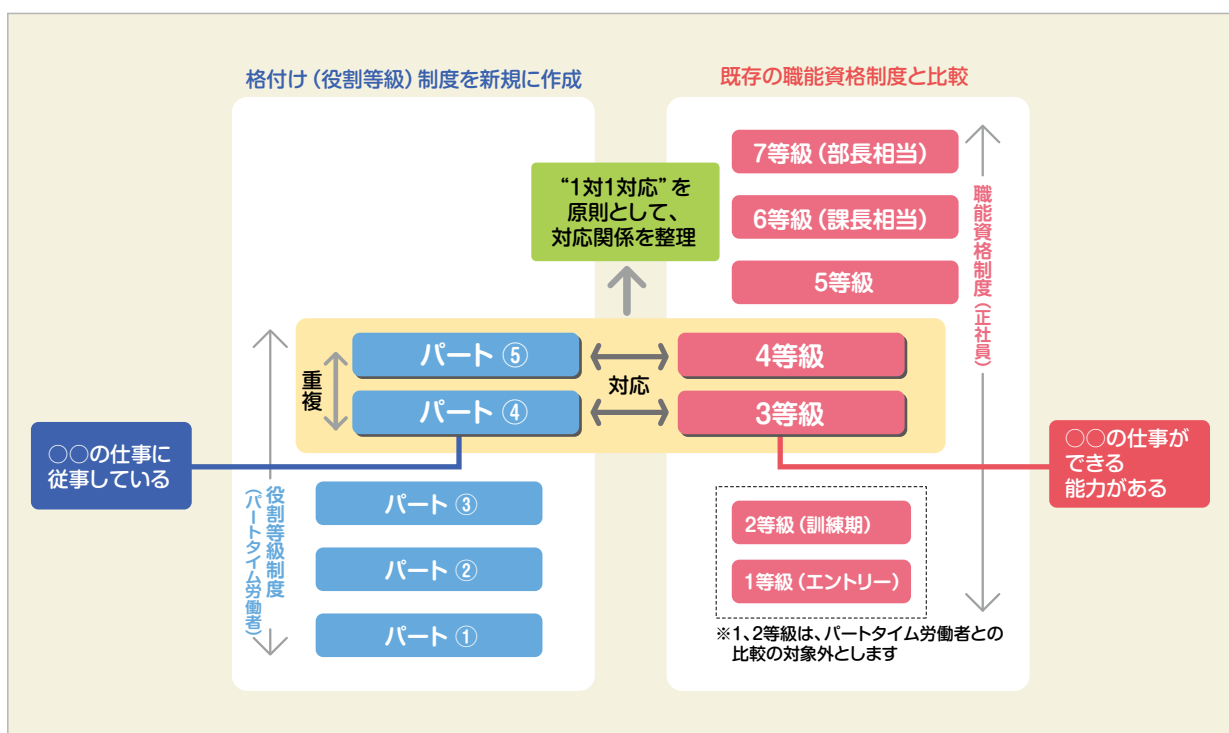 格付け（役割等級）制度を新規に作成
既存の職能資格制度と比較
“1対1対応”を
原則として、
対応関係を整理
7等級（部長相当）
6等級（課長相当）
5等級
職能資格制度（正社員）
重複
パート ⑤
対応
4等級
パート ④
3等級
○○の仕事に
従事している
○○の仕事が
できる
能力がある
役割等級制度
（パートタイム労働者）
パート ③
パート ②
パート ①
2等級（訓練期）
1等級（エントリー）
※1、2等級は、パートタイム労働者との
比較の対象外とします